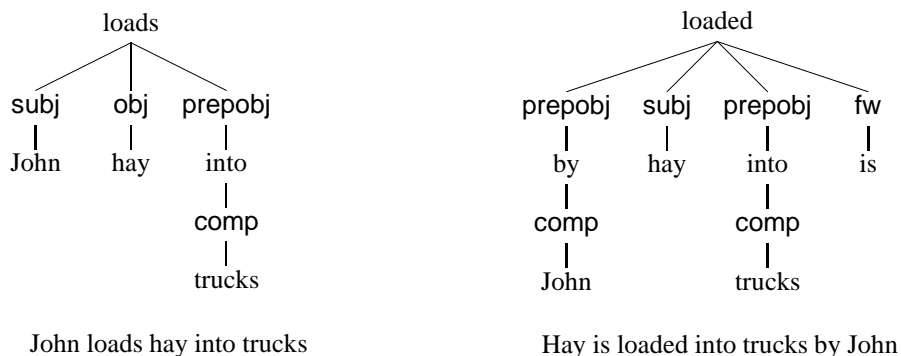 loads loaded
subj obj prepobj prepobj subj prepobj fw
John hay into by hay into is
comp comp comp
trucks John trucks
John loads hay into trucks Hay is loaded into trucks by John